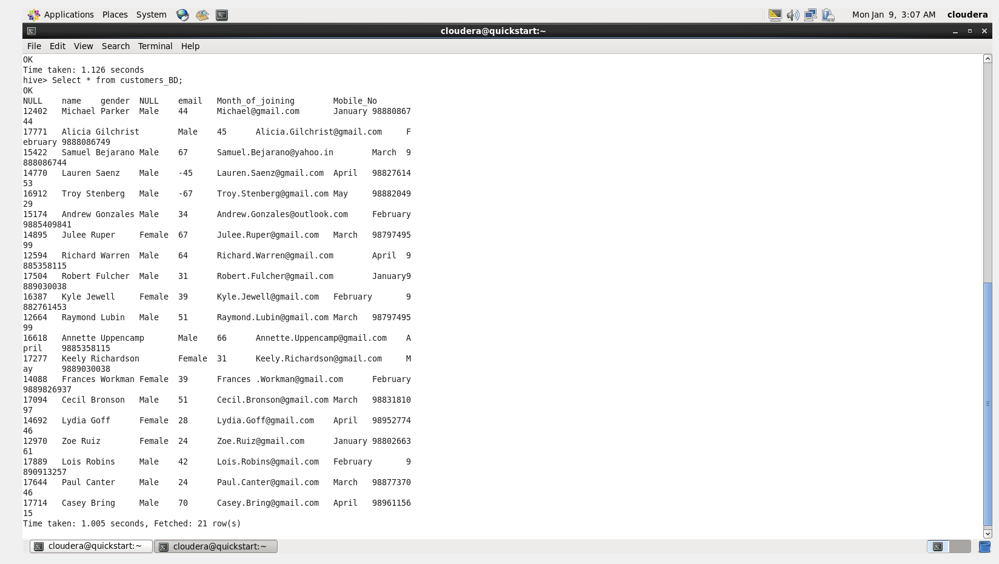 Applications Places System Mon Jan 9, 3:07 AM cloudera
cloudera@quickstart:~
File Edit View Search Terminal Help
OK
Time taken: 1.126 seconds
hive> Select * from customers_BD;
OK
NULL name gender NULL email Month_of_joining Mobile_No
12402 Michael Parker Male 44 Michael@gmail.com January 98880867
44
17771 Alicia Gilchrist Male 45 Alicia.Gilchrist@gmail.com F
ebruary 9888086749
15422 Samuel Bejarano Male 67 Samuel.Bejarano@yahoo.in March 9
888086744
14770 Lauren Saenz Male -45 Lauren.Saenz@gmail.com April 98827614
53
16912 Troy Stenberg Male -67 Troy.Stenberg@gmail.com May 98882049
29
15174 Andrew Gonzales Male 34 Andrew.Gonzales@outlook.com February
9885409841
14895 Julee Ruper Female 67 Julee.Ruper@gmail.com March 98797495
99
12594 Richard Warren Male 64 Richard.Warren@gmail.com April 9
885358115
17504 Robert Fulcher Male 31 Robert.Fulcher@gmail.com January9
889030038
16387 Kyle Jewell Female 39 Kyle.Jewell@gmail.com February 9
882761453
12664 Raymond Lubin Male 51 Raymond.Lubin@gmail.com March 98797495
99
16618 Annette Uppencamp Male 66 Annette.Uppencamp@gmail.com A
pril 9885358115
17277 Keely Richardson Female 31 Keely.Richardson@gmail.com M
ay 9889030038
14088 Frances Workman Female 39 Frances .Workman@gmail.com February
9889826937
17094 Cecil Bronson Male 51 Cecil.Bronson@gmail.com March 98831810
97
14692 Lydia Goff Female 28 Lydia.Goff@gmail.com April 98952774
46
12970 Zoe Ruiz Female 24 Zoe.Ruiz@gmail.com January 98802663
61
17889 Lois Robins Male 42 Lois.Robins@gmail.com February 9
890913257
17644 Paul Canter Male 24 Paul.Canter@gmail.com March 98877370
46
17714 Casey Bring Male 70 Casey.Bring@gmail.com April 98961156
15
Time taken: 1.005 seconds, Fetched: 21 row(s)
cloudera@quickstart:~ cloudera@quickstart:~